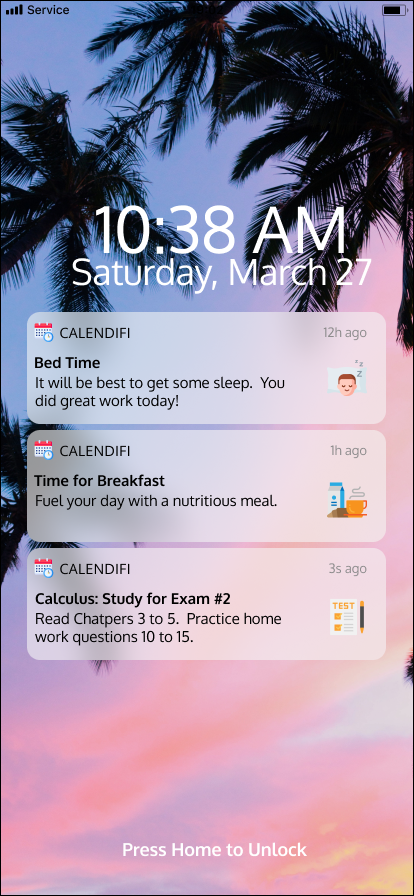 Service
10:38 AM
Saturday, March 27
CALENDIFI 12h ago
Bed Time
It will be best to get some sleep.  You
did great work today!
z z
CALENDIFI 1h ago
Time for Breakfast
Fuel your day with a nutritious meal.
CALENDIFI 3s ago
Calculus: Study for Exam #2
Read Chatpers 3 to 5.  Practice home
work questions 10 to 15.
TEST
Press Home to Unlock